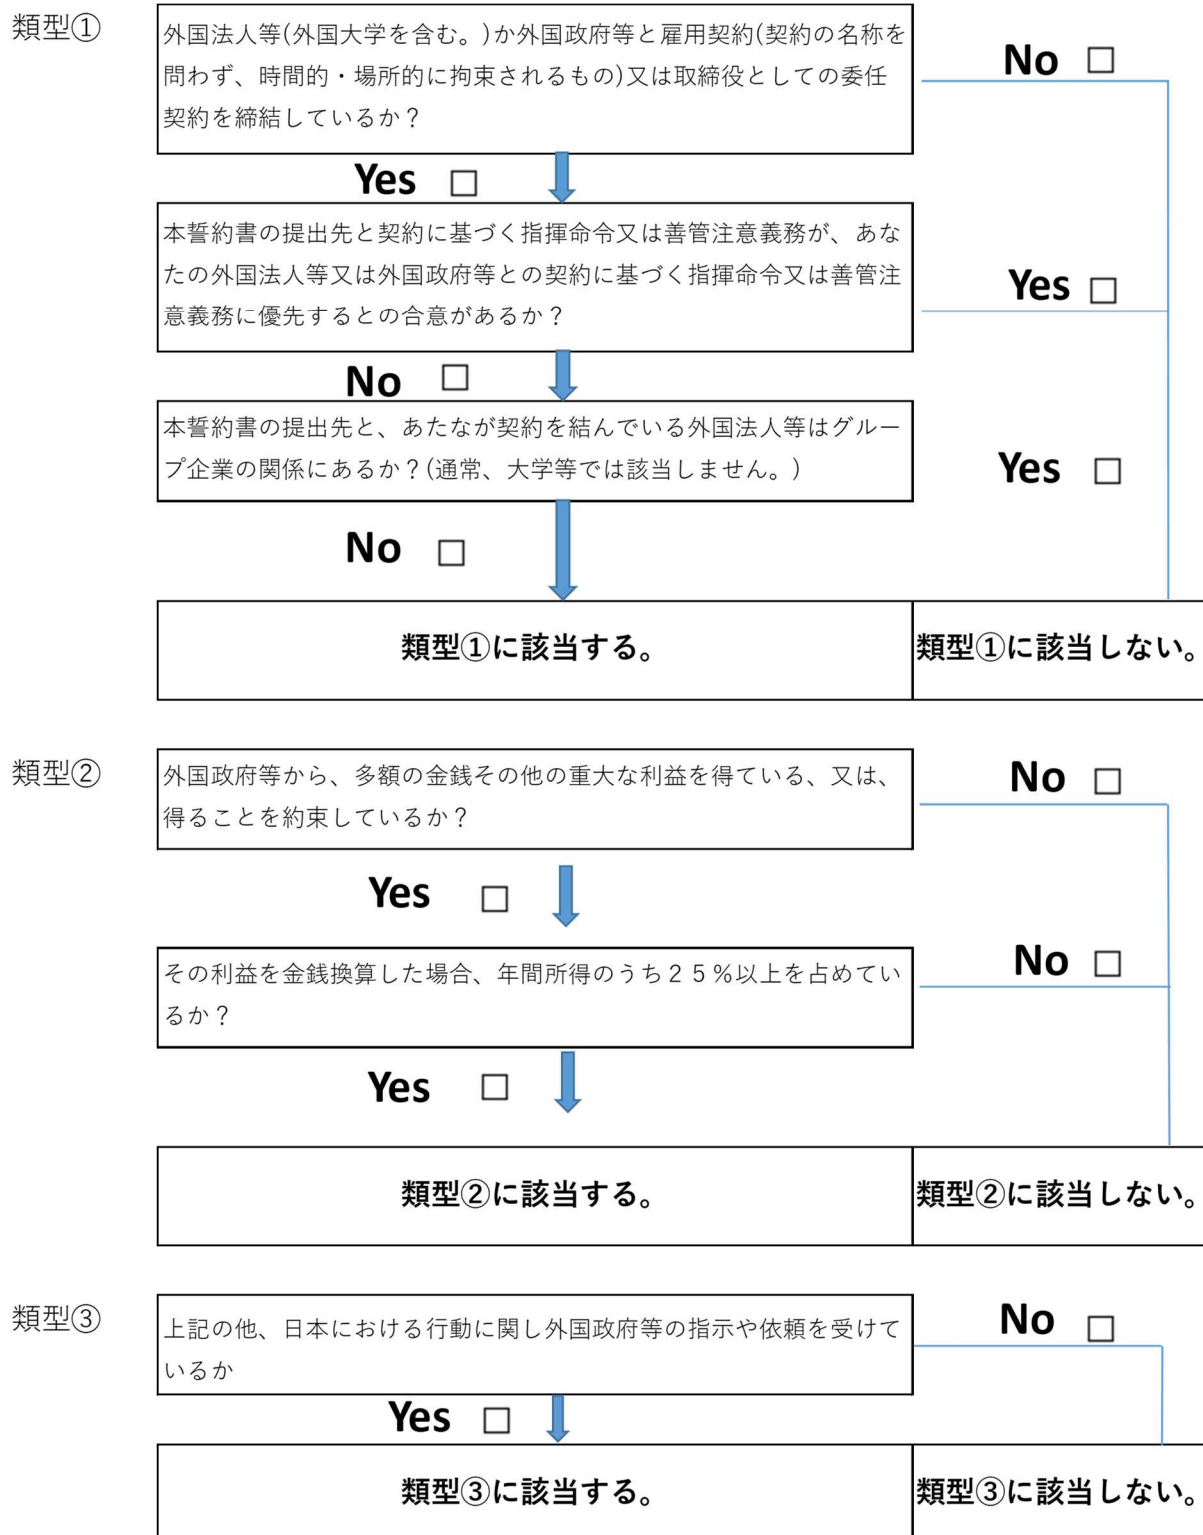 類型①
外国法人等(外国大学を含む。)か外国政府等と雇用契約(契約の名称を
問わず、時間的・場所的に拘束されるもの)又は取締役としての委任
契約を締結しているか？
No □
Yes □
本誓約書の提出先と契約に基づく指揮命令又は善管注意義務が、あな
たの外国法人等又は外国政府等との契約に基づく指揮命令又は善管注
意義務に優先するとの合意があるか？
Yes □
No □
本誓約書の提出先と、あたなが契約を結んでいる外国法人等はグルー
プ企業の関係にあるか？(通常、大学等では該当しません。)
Yes □
No □
類型①に該当する。
類型①に該当しない。
類型②
外国政府等から、多額の金銭その他の重大な利益を得ている、又は、
得ることを約束しているか？
No □
Yes □
その利益を金銭換算した場合、年間所得のうち２５％以上を占めてい
るか？
No □
Yes □
類型②に該当する。
類型②に該当しない。
類型③
上記の他、日本における行動に関し外国政府等の指示や依頼を受けて
いるか
No □
Yes □
類型③に該当する。
類型③に該当しない。